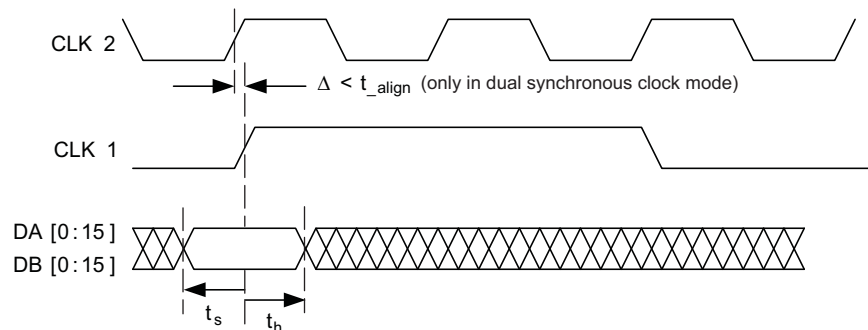 CLK 2
Δ < t_align (only in dual synchronous clock mode)
CLK 1
DA [0:15]
DB [0:15]
ts th